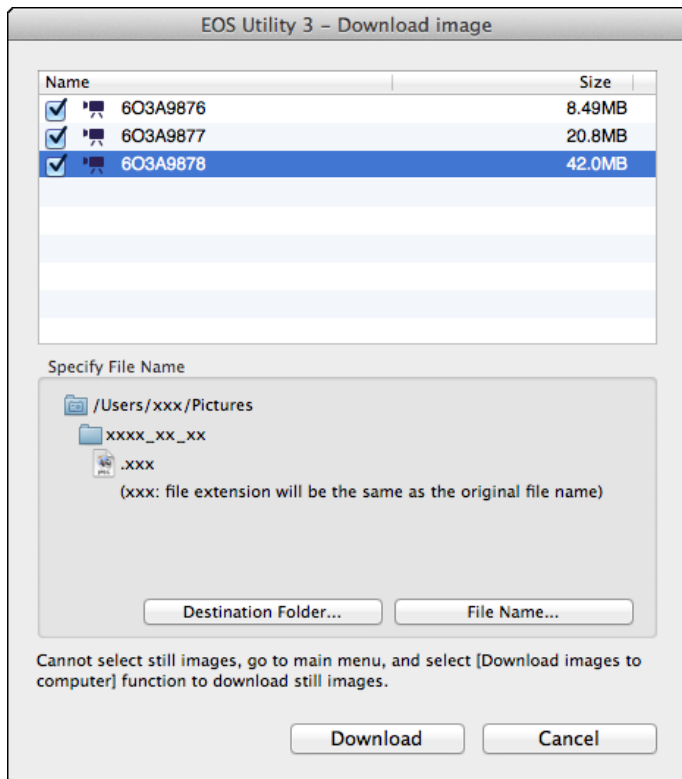 EOS Utility 3 – Download image
Name Size
6O3A9876 8.49MB
6O3A9877 20.8MB
6O3A9878 42.0MB
Specify File Name
/Users/xxx/Pictures
xxxx_xx_xx
.xxx
(xxx: file extension will be the same as the original file name)
Destination Folder... File Name...
Cannot select still images, go to main menu, and select [Download images to
computer] function to download still images.
Download Cancel